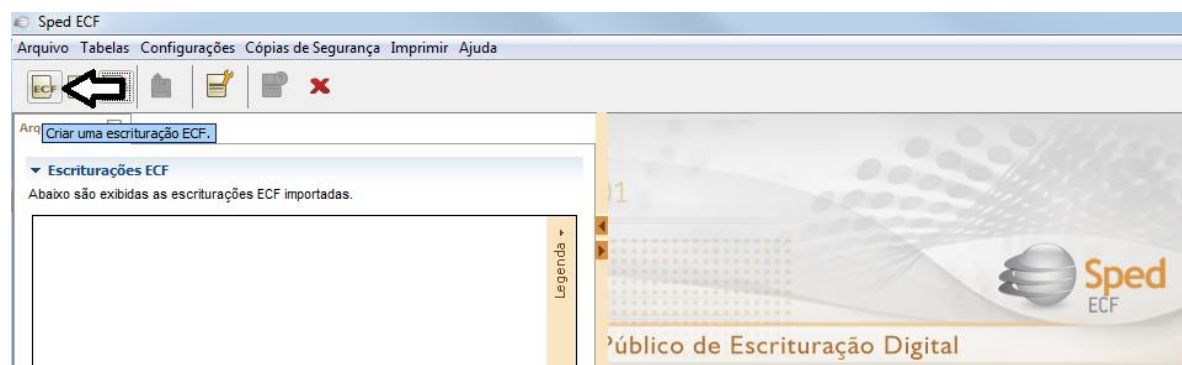 Sped ECF
Arquivo Tabelas Configurações Cópias de Segurança Imprimir Ajuda
ECF
Arq
Criar uma escrituração ECF.
Escriturações ECF
Abaixo são exibidas as escriturações ECF importadas.
Legenda
01
Sped
ECF
Público de Escrituração Digital